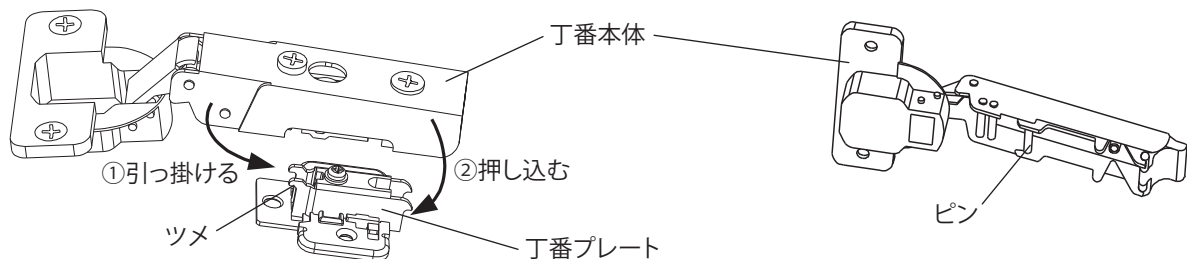 丁番本体
①引っ掛ける
②押し込む
ツメ
丁番プレート
ピン